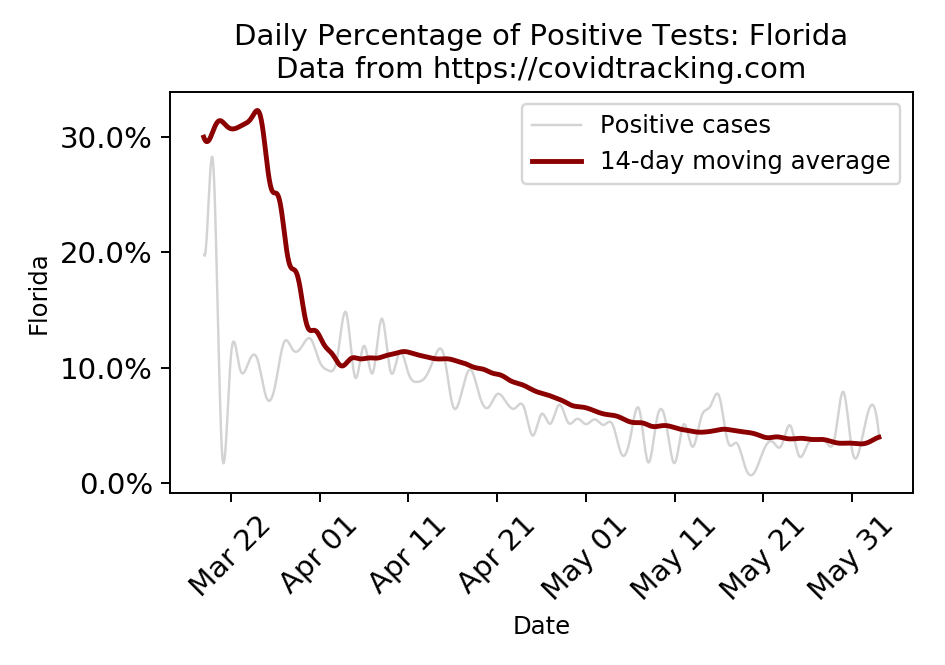 Daily Percentage of Positive Tests: Florida
Data from https://covidtracking.com
Positive cases
14-day moving average
30.0%
20.0%
10.0%
0.0%
Florida
Mar 22
Apr 01
Apr 11
Apr 21
May 01
May 11
May 21
May 31
Date